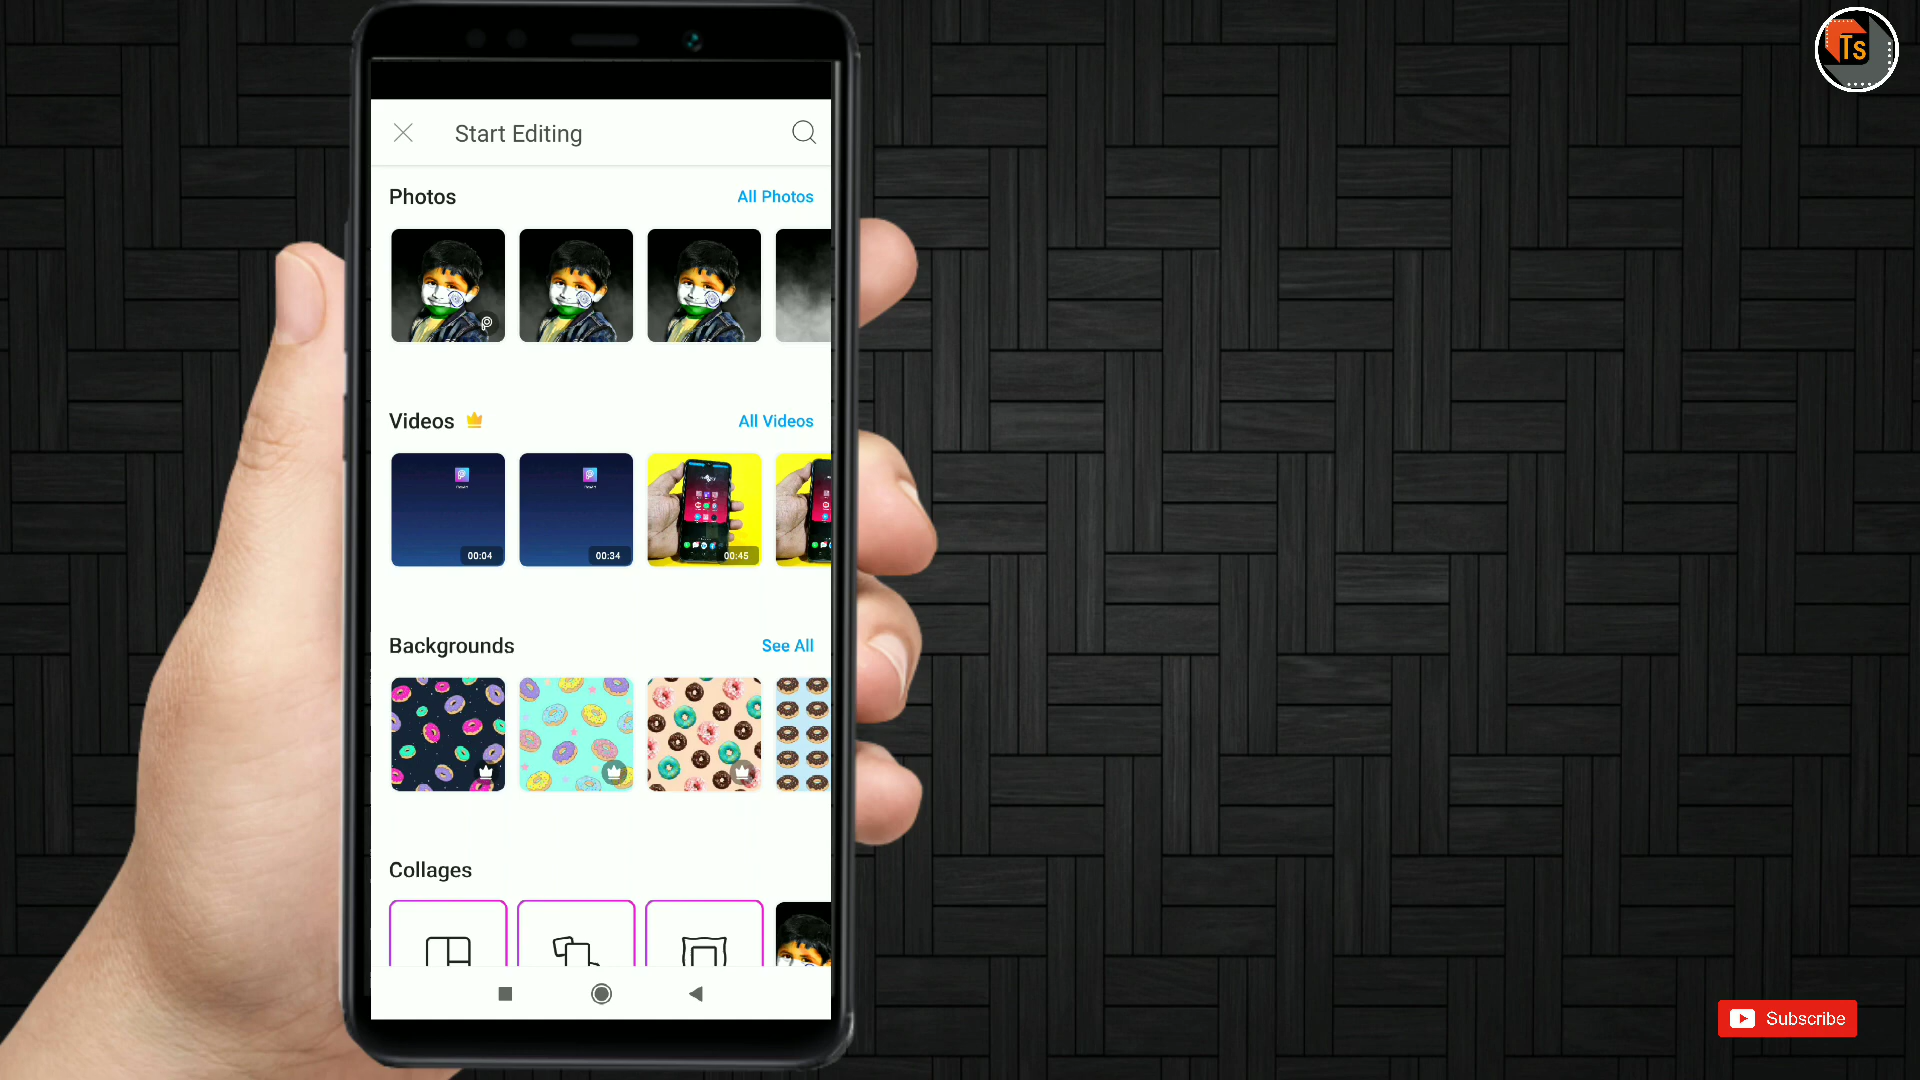 Ts
Start Editing
Photos
All Photos
Videos
All Videos
00:04
00:34
00:45
Backgrounds
See All
Collages
Subscribe